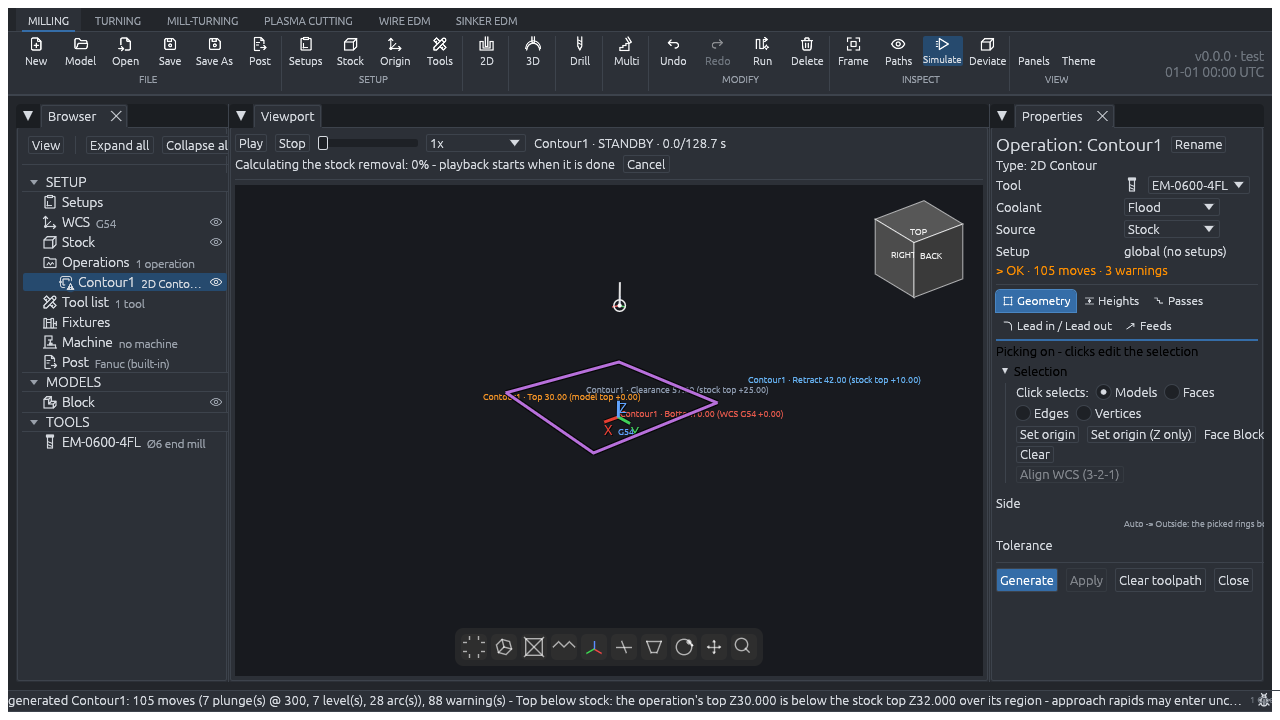 MILLING TURNING MILL-TURNING PLASMA CUTTING WIRE EDM SINKER EDM
New Model Open Save Save As Post Setups Stock Origin Tools 2D 3D Drill Multi Undo Redo Run Delete Frame Paths Simulate Deviate Panels Theme
FILE SETUP MODIFY INSPECT VIEW
v0.0.0 · test
01-01 00:00 UTC
Browser
View Expand all Collapse al
SETUP
Setups
WCS G54
Stock
Operations 1 operation
Contour1 2D Conto...
Tool list 1 tool
Fixtures
Machine no machine
Post Fanuc (built-in)
MODELS
Block
TOOLS
EM-0600-4FL Ø6 end mill
Viewport
Play Stop 1x Contour1 · STANDBY · 0.0/128.7 s
Calculating the stock removal: 0% - playback starts when it is done Cancel
TOP
RIGHT BACK
Contour1 · Retract 42.00 (stock top +10.00)
Contour1 · Clearance (stock top +25.00)
Contour1 · Top 30.00 (model top +0.00)
Contour1 · (WCS G54 +0.00)
Z
X G54 Y
Properties
Operation: Contour1 Rename
Type: 2D Contour
Tool EM-0600-4FL
Coolant Flood
Source Stock
Setup global (no setups)
> OK · 105 moves · 3 warnings
Geometry Heights Passes
Lead in / Lead out Feeds
Picking on - clicks edit the selection
Selection
Click selects: Models Faces
Edges Vertices
Set origin Set origin (Z only) Face Block
Clear
Align WCS (3-2-1)
Side
Auto -> Outside: the picked rings
Tolerance
Generate Apply Clear toolpath Close
generated Contour1: 105 moves (7 plunge(s) @ 300, 7 level(s), 28 arc(s)), 88 warning(s) - Top below stock: the operation's top Z30.000 is below the stock top Z32.000 over its region - approach rapids may enter unc...